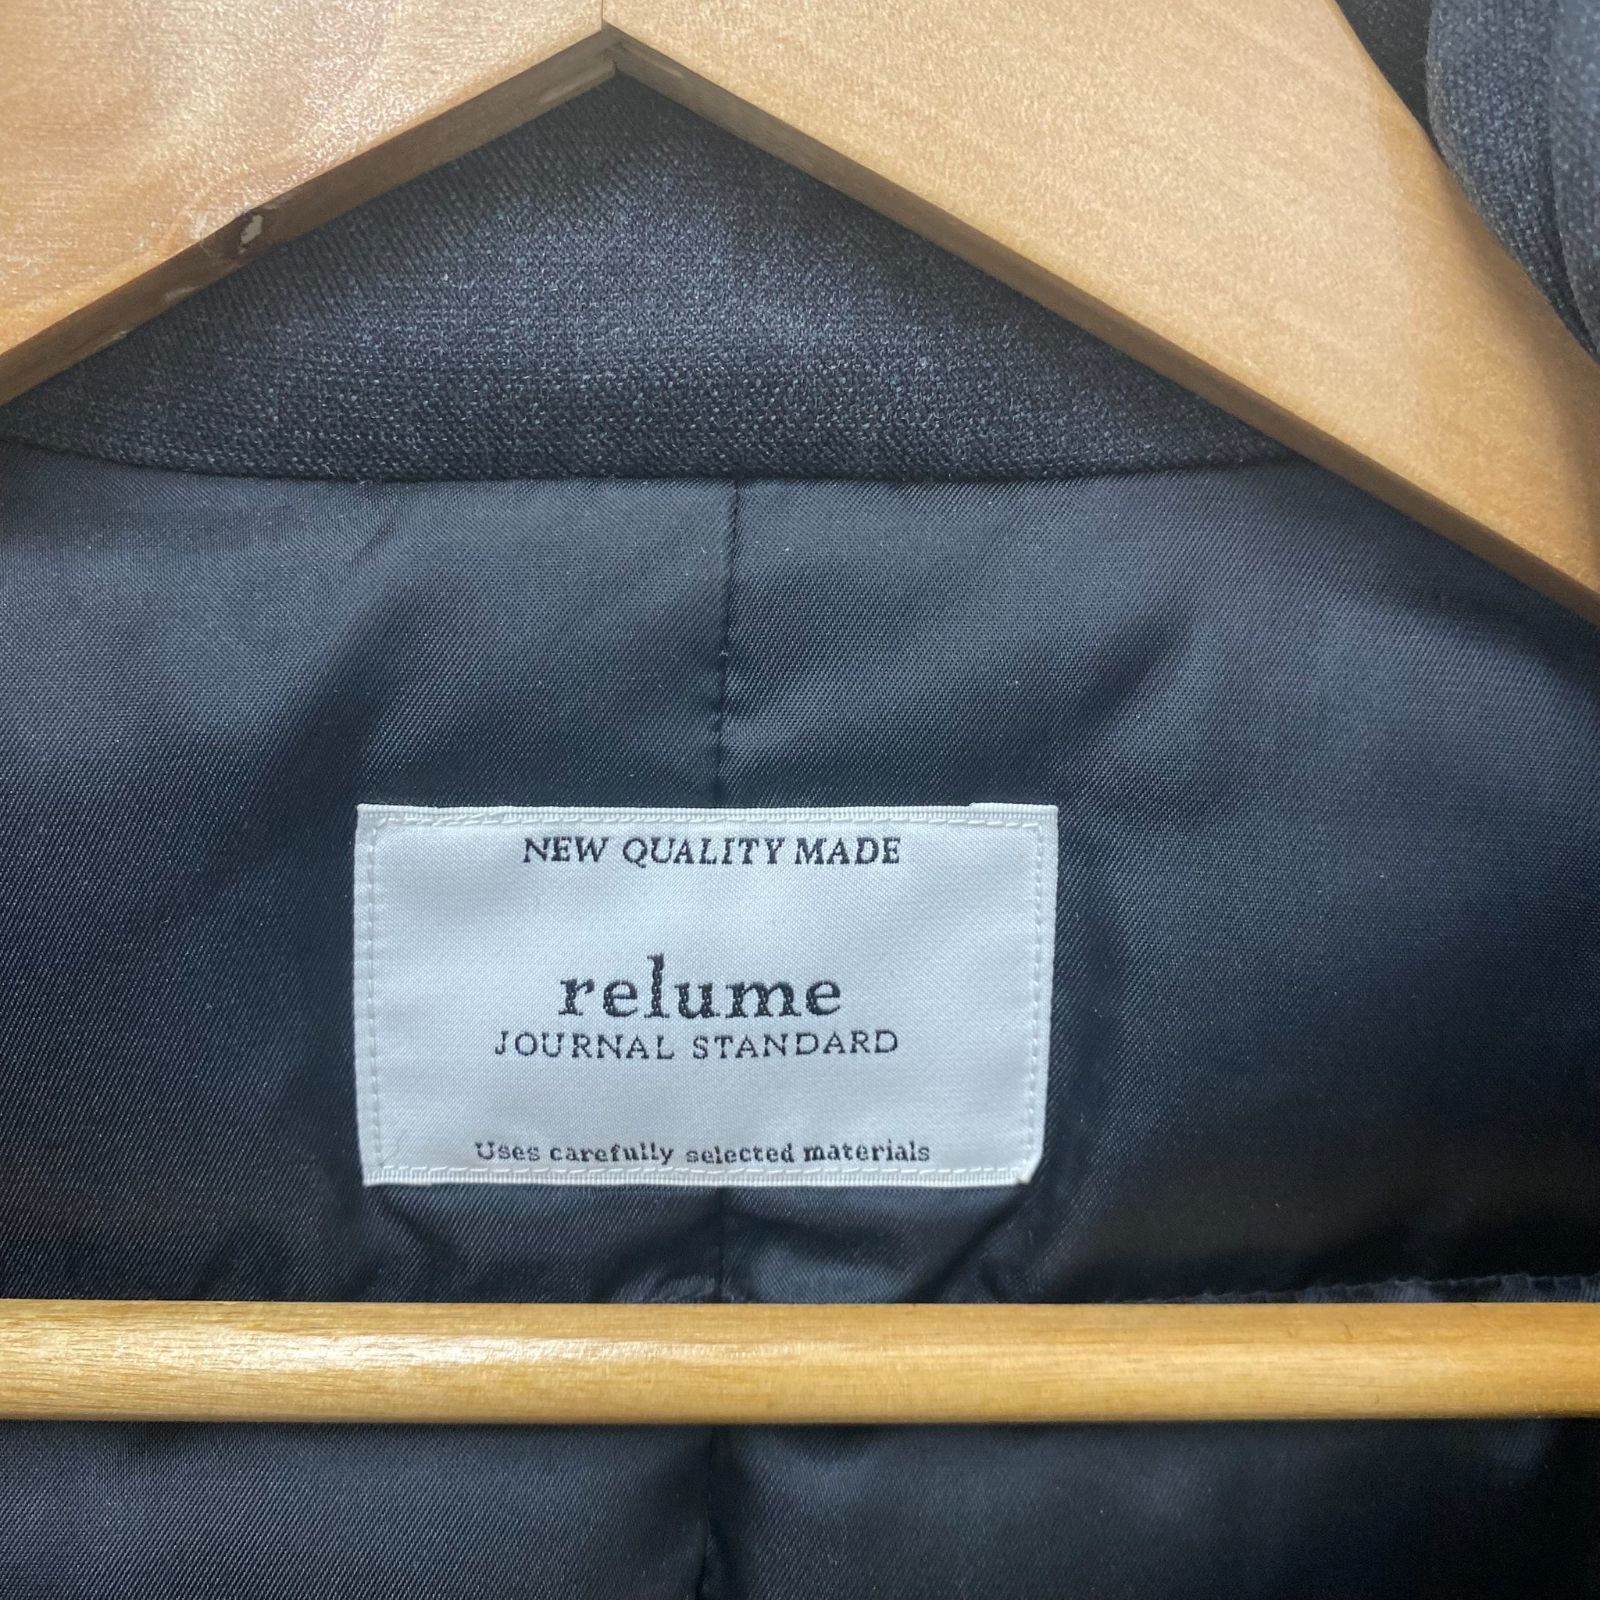 NEW QUALITY MADE
relume
JOURNAL STANDARD
Uses carefully selected materials